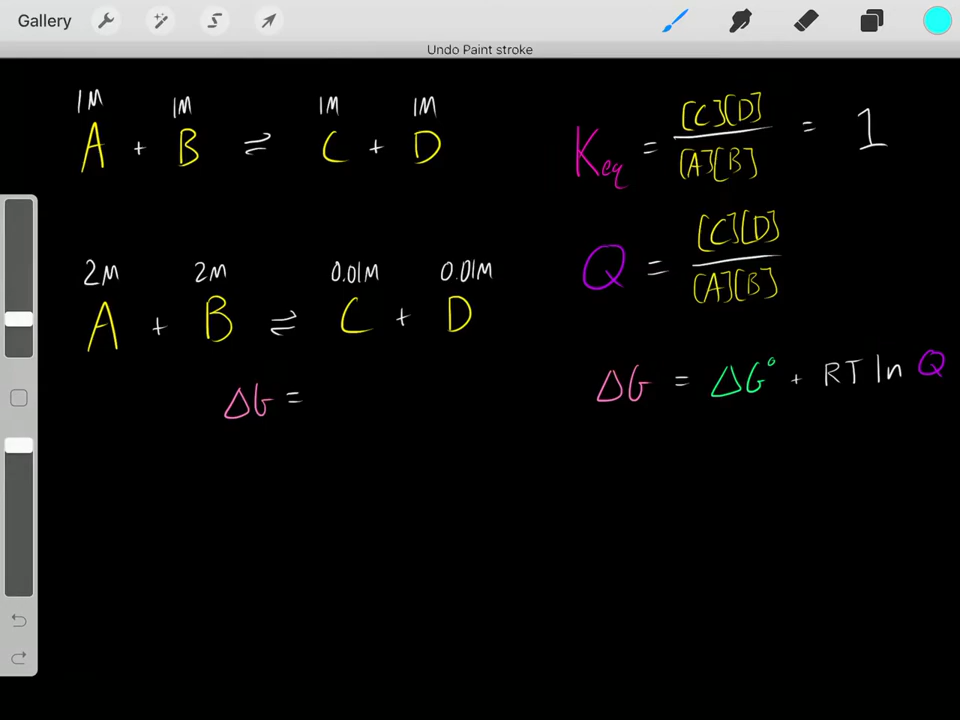 Gallery
Undo Paint stroke
1M 1M 1M 1M
A + B ⇌ C + D
Keq = [C][D] / [A][B] = 1
Q = [C][D] / [A][B]
2M 2M 0.01M 0.01M
A + B ⇌ C + D
ΔG =
ΔG = ΔG° + RT ln Q